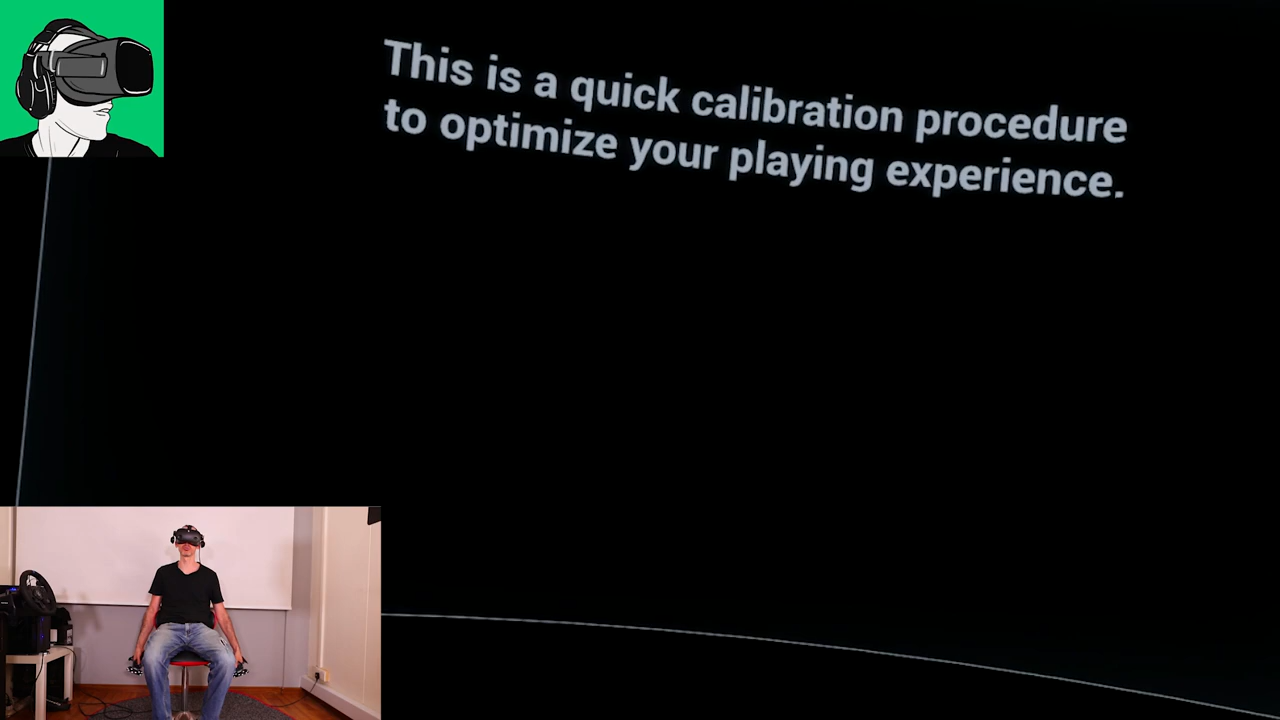 This is a quick calibration procedure
to optimize your playing experience.